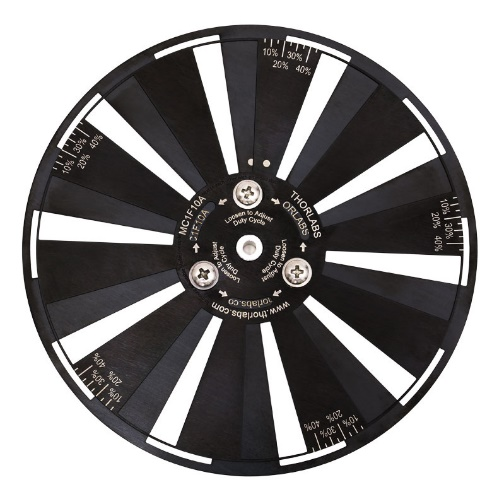 10% 30%
20% 40%
10% 20% 30% 40%
10% 20% 30% 40%
MC1F10A
C1F10A
THORLABS
ORLABS
Loosen to Adjust
Duty Cycle
Loosen to Adjust
Duty Cycle
Loosen to Adjust
Duty Cycle
horlabs.co
www.thorlabs.com
10% 20% 30% 40%
10% 20% 30% 40%